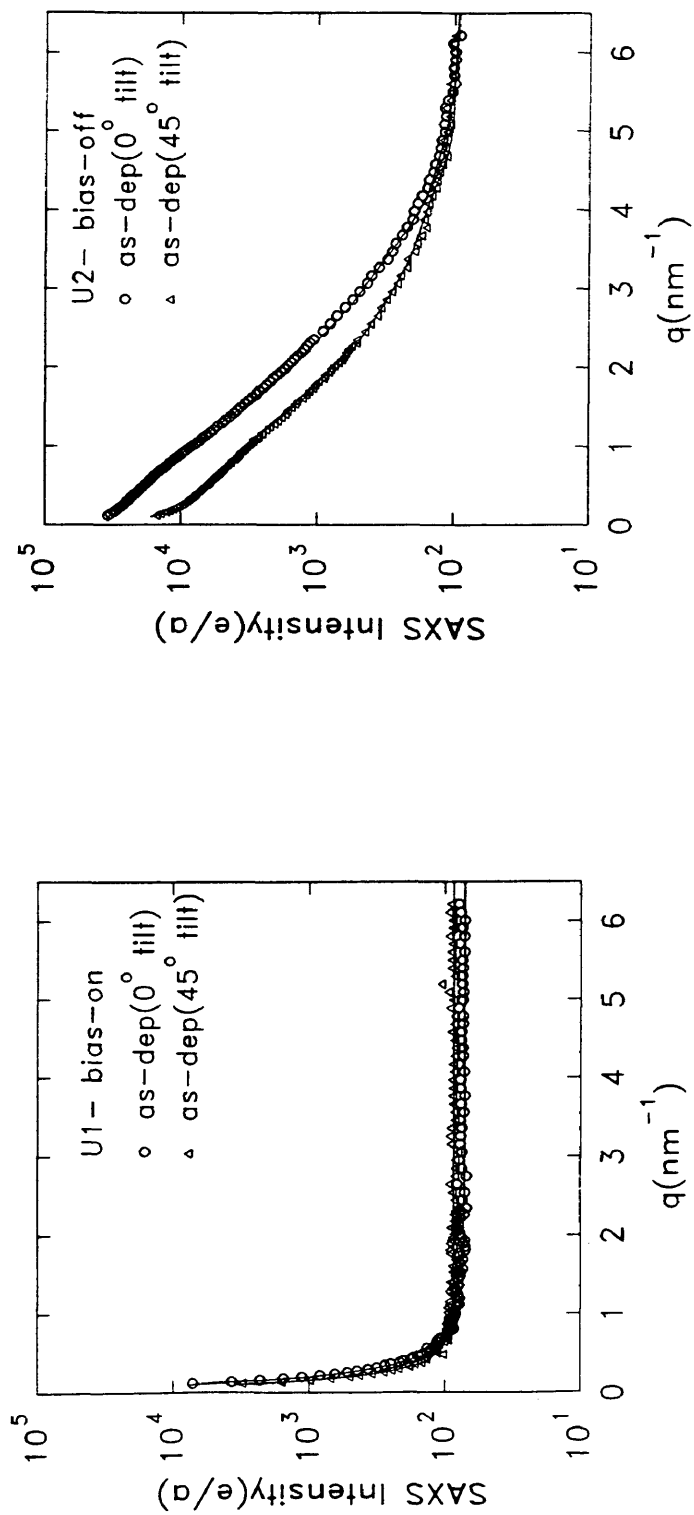 U1- bias-on
○ as-dep(0° tilt)
▵ as-dep(45° tilt)
SAXS Intensity(e/a)
10^5
10^4
10^3
10^2
10^1
0 1 2 3 4 5 6
q(nm^-1)
U2- bias-off
○ as-dep(0° tilt)
▵ as-dep(45° tilt)
SAXS Intensity(e/a)
10^5
10^4
10^3
10^2
10^1
0 1 2 3 4 5 6
q(nm^-1)